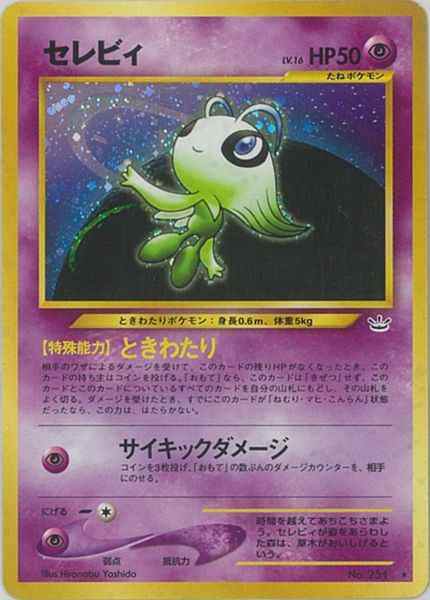 セレビィ LV.16 HP50
たねポケモン
ときわたりポケモン：身長0.6m、体重5kg
【特殊能力】ときわたり
相手のワザによるダメージを受けて、このカードの残りHPがなくなったとき、こ
のカードの持ち主はコインを投げる。「おもて」なら、このカードは「きぜつ」せず、この
カードとこのカードについているすべてのカードを自分の山札にもどし、その山札を
よく切る。ダメージを受けたとき、すでにこのカードが「ねむり・マヒ・こんらん」状
態だったなら、この力は、はたらかない。
サイキックダメージ
コインを3枚投げ、「おもて」の数ぶんのダメージカウンターを、相手
にのせる。
にげる
弱点 抵抗力
時間を越えてあちこちさまよ
う。セレビィが姿をあらわし
た森は、草木がおいしげると
いう。
Illus Hironobu Yoshida No. 251 ★